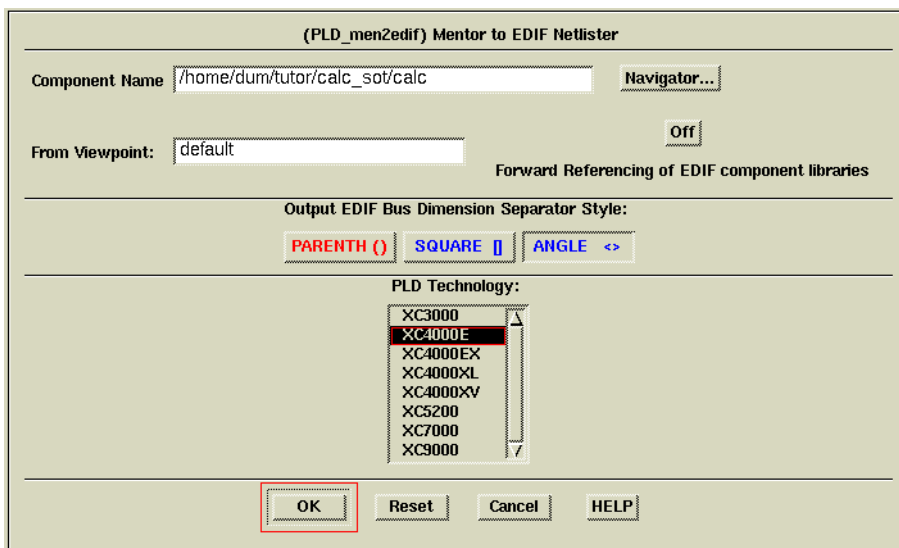 (PLD_men2edif) Mentor to EDIF Netlister
Component Name /home/dum/tutor/calc_sot/calc Navigator...
Off
From Viewpoint: default
Forward Referencing of EDIF component libraries
Output EDIF Bus Dimension Separator Style:
PARENTH () SQUARE [] ANGLE <>
PLD Technology:
XC3000
XC4000E
XC4000EX
XC4000XL
XC4000XV
XC5200
XC7000
XC9000
OK Reset Cancel HELP